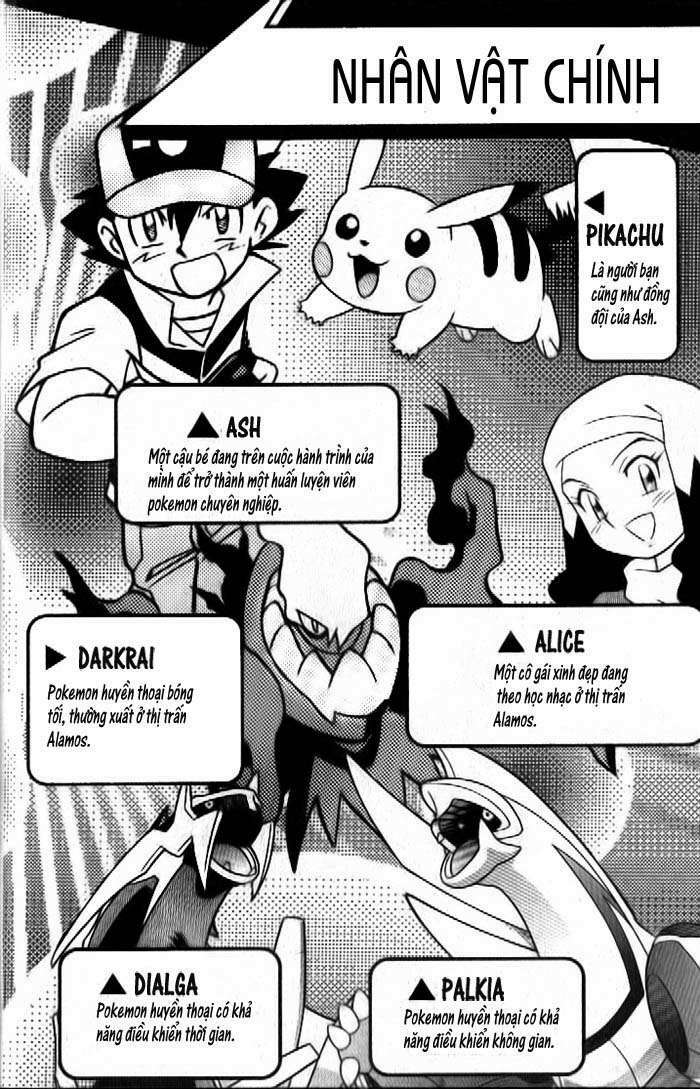 NHÂN VẬT CHÍNH
PIKACHU
Là người bạn
cũng như đồng
đội của Ash.
ASH
Một cậu bé đang trên cuộc hành trình của
mình để trở thành một huấn luyện viên
pokemon chuyên nghiệp.
DARKRAI
Pokemon huyền thoại bóng
tối, thường xuất ở thị trấn
Alamos.
ALICE
Một cô gái xinh đẹp đang
theo học nhạc ở thị trấn
Alamos.
DIALGA
Pokemon huyền thoại có khả
năng điều khiển thời gian.
PALKIA
Pokemon huyền thoại có khả
năng điều khiển không gian.